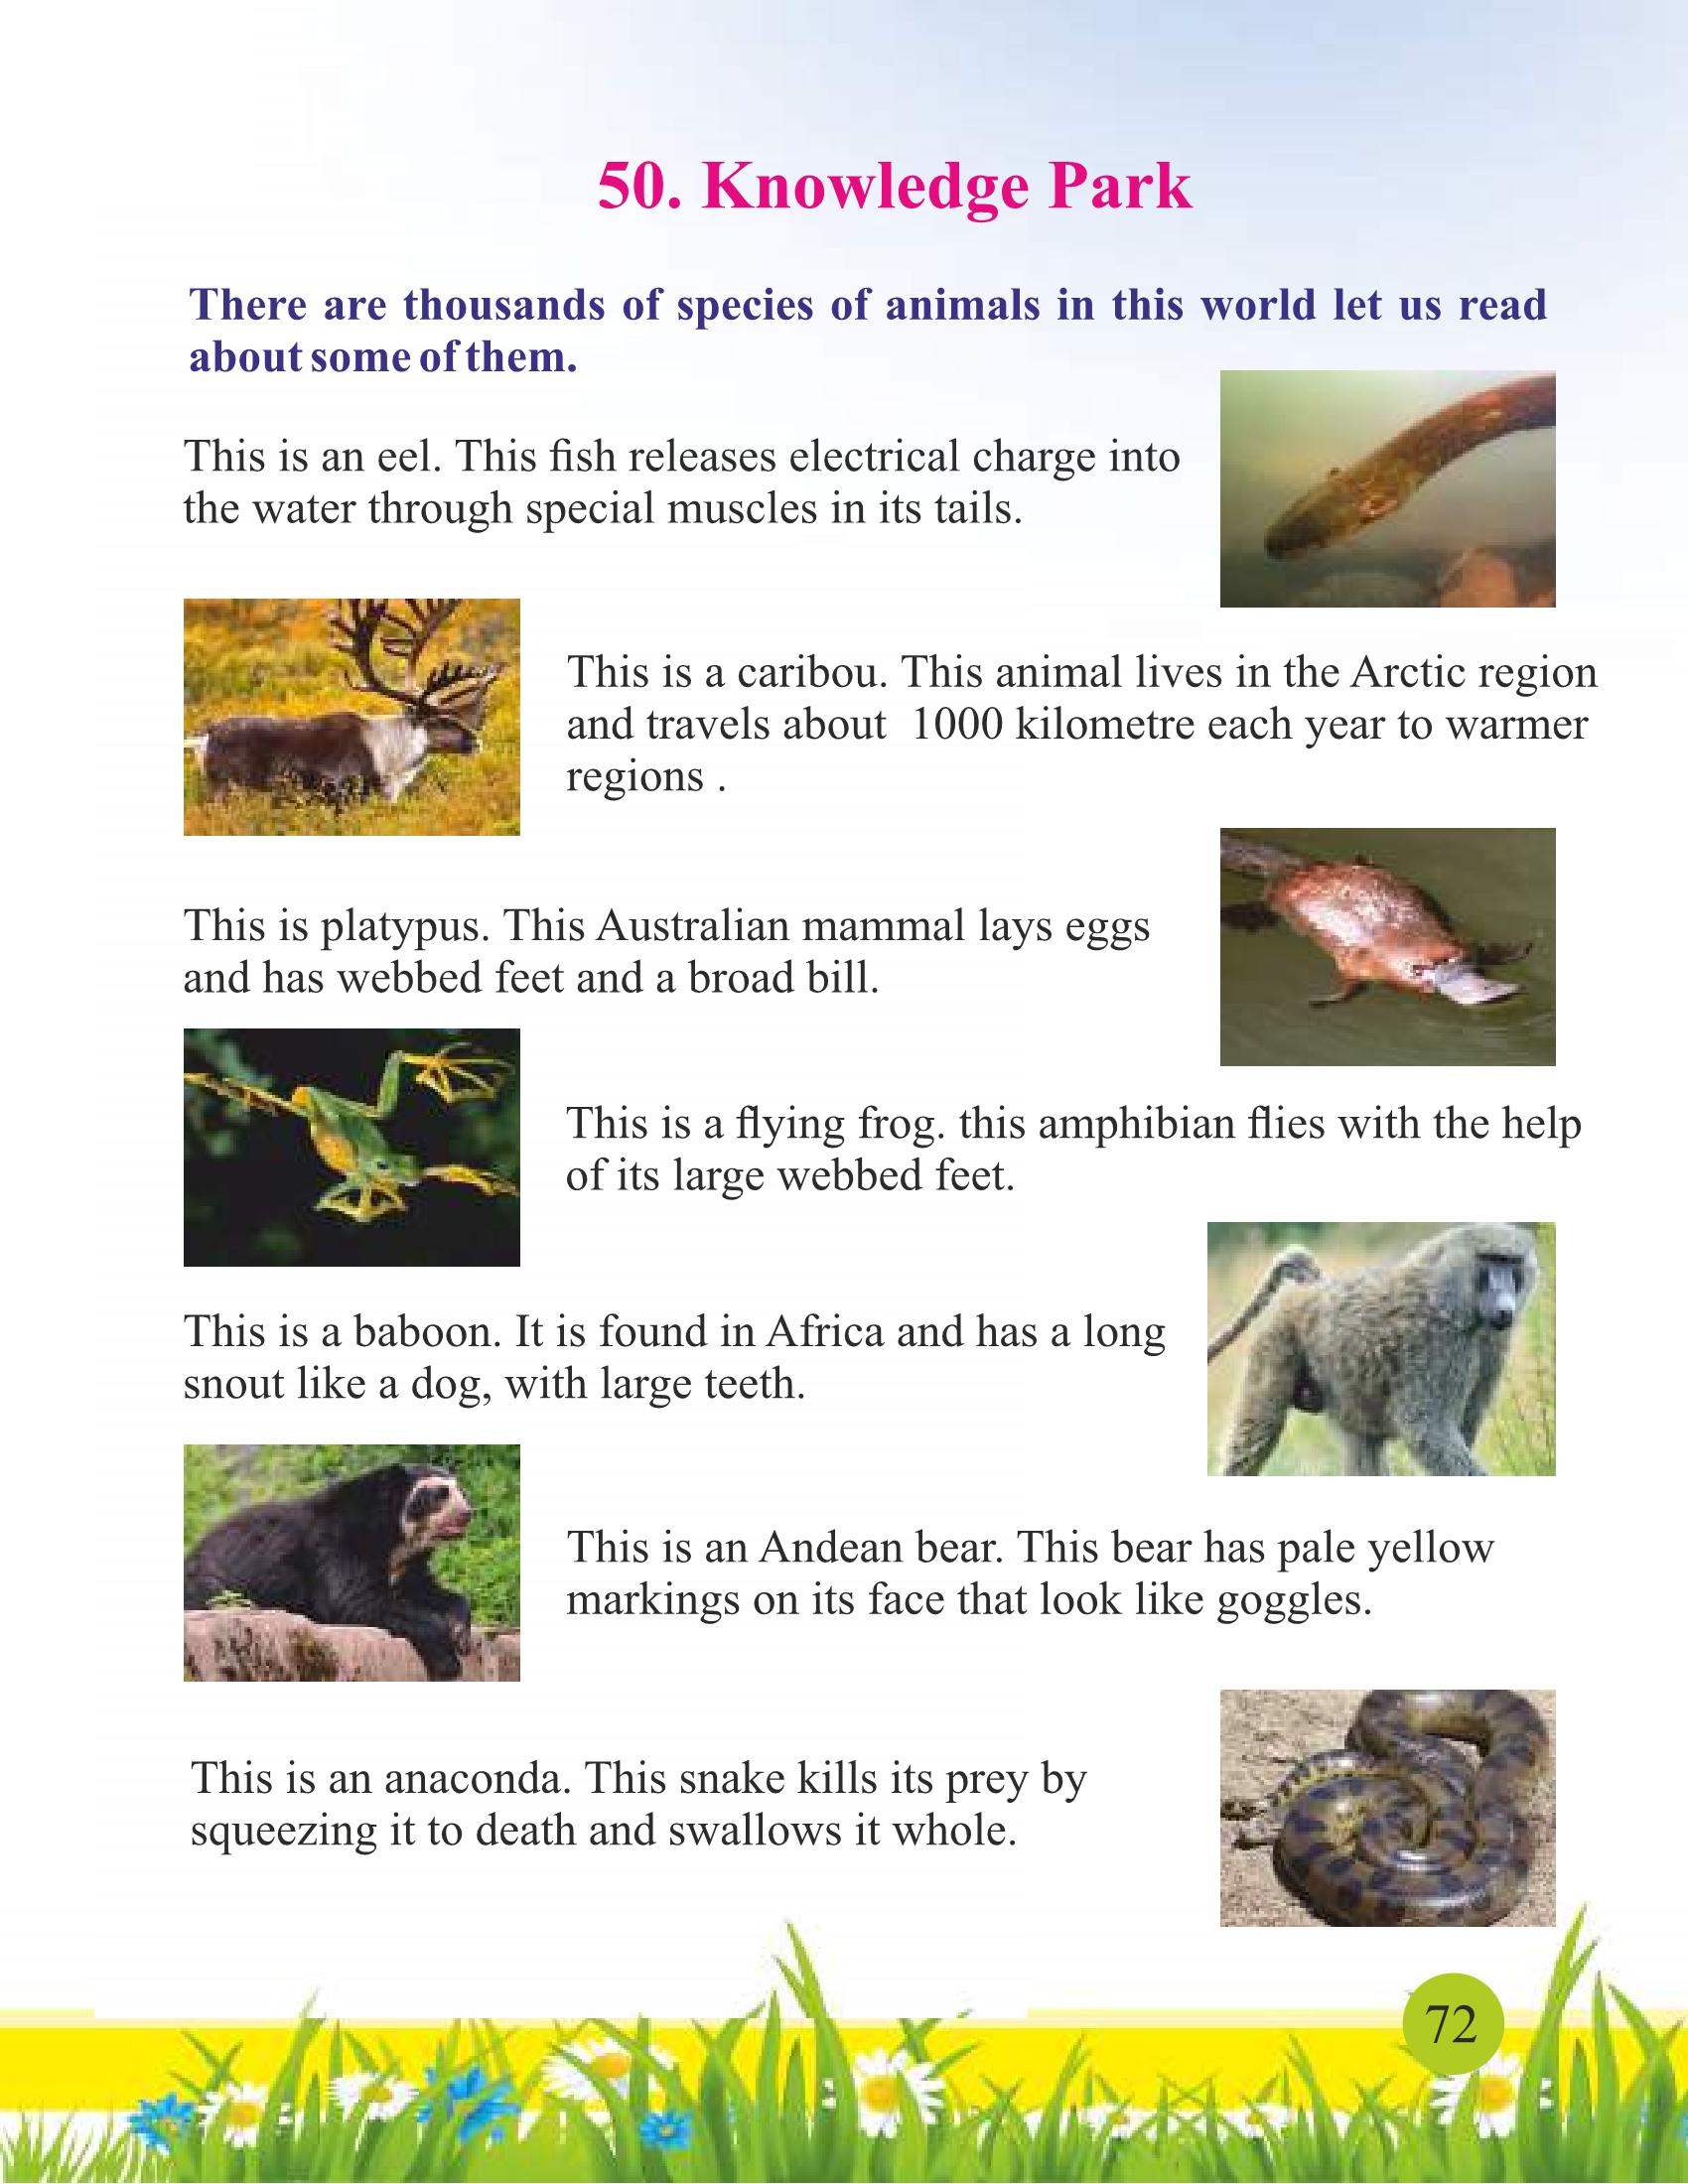 50. Knowledge Park
There are thousands of species of animals in this world let us read
about some of them.
This is an eel. This fish releases electrical charge into
the water through special muscles in its tails.
This is a caribou. This animal lives in the Arctic region
and travels about  1000 kilometre each year to warmer
regions .
This is platypus. This Australian mammal lays eggs
and has webbed feet and a broad bill.
This is a flying frog. this amphibian flies with the help
of its large webbed feet.
This is a baboon. It is found in Africa and has a long
snout like a dog, with large teeth.
This is an Andean bear. This bear has pale yellow
markings on its face that look like goggles.
This is an anaconda. This snake kills its prey by
squeezing it to death and swallows it whole.
72